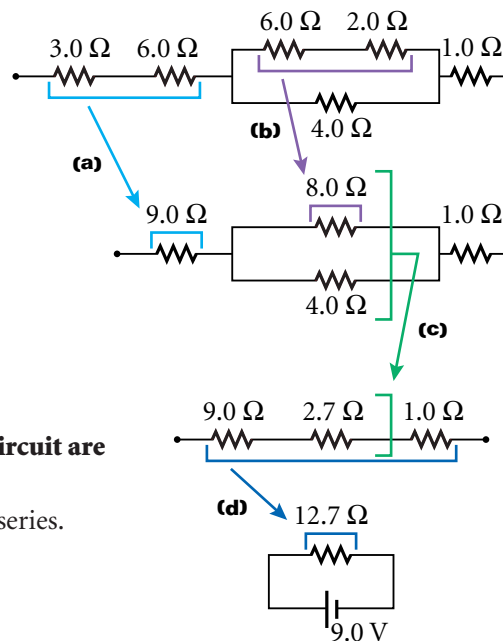 3.0 Ω 6.0 Ω 6.0 Ω 2.0 Ω 1.0 Ω
(b) 4.0 Ω
(a)
9.0 Ω 8.0 Ω 1.0 Ω
4.0 Ω
(c)
9.0 Ω 2.7 Ω 1.0 Ω
ircuit are
(d) 12.7 Ω
series.
9.0 V